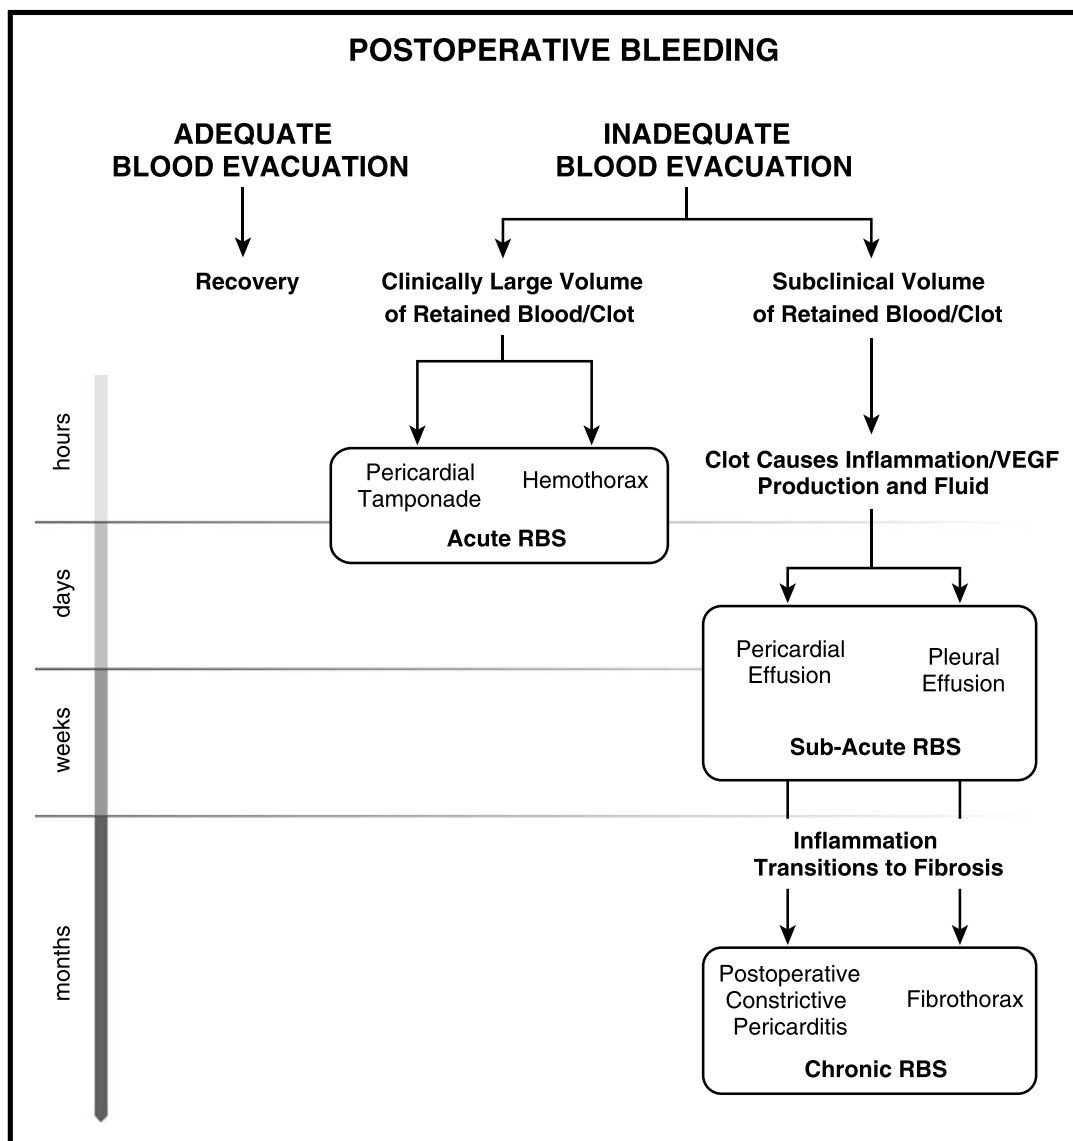 POSTOPERATIVE BLEEDING
ADEQUATE
BLOOD EVACUATION
INADEQUATE
BLOOD EVACUATION
Recovery
Clinically Large Volume
of Retained Blood/Clot
Subclinical Volume
of Retained Blood/Clot
hours
Pericardial
Tamponade
Hemothorax
Acute RBS
Clot Causes Inflammation/VEGF
Production and Fluid
days
Pericardial
Effusion
Pleural
Effusion
weeks
Sub-Acute RBS
Inflammation
Transitions to Fibrosis
months
Postoperative
Constrictive
Pericarditis
Fibrothorax
Chronic RBS